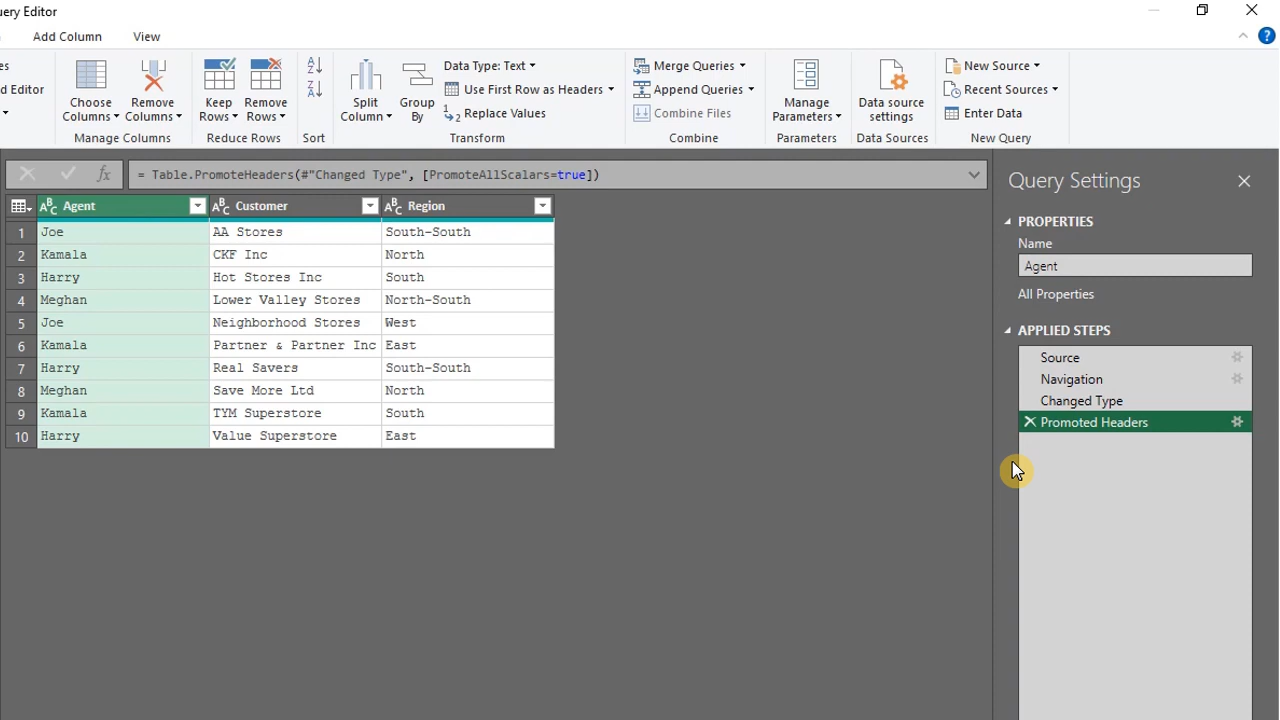 uery Editor
Add Column View
es
d Editor
Choose Columns
Remove Columns
Manage Columns
Keep Rows
Remove Rows
Reduce Rows
A
Z
Z
A
Sort
Split Column
Group By
Data Type: Text
Use First Row as Headers
1
2 Replace Values
Transform
Merge Queries
Append Queries
Combine Files
Combine
Manage Parameters
Parameters
Data source settings
Data Sources
New Source
Recent Sources
Enter Data
New Query
?
fx = Table.PromoteHeaders(#"Changed Type", [PromoteAllScalars=true])
ABC Agent ABC Customer ABC Region
1 Joe AA Stores South-South
2 Kamala CKF Inc North
3 Harry Hot Stores Inc South
4 Meghan Lower Valley Stores North-South
5 Joe Neighborhood Stores West
6 Kamala Partner & Partner Inc East
7 Harry Real Savers South-South
8 Meghan Save More Ltd North
9 Kamala TYM Superstore South
10 Harry Value Superstore East
Query Settings
PROPERTIES
Name
Agent
All Properties
APPLIED STEPS
Source
Navigation
Changed Type
Promoted Headers